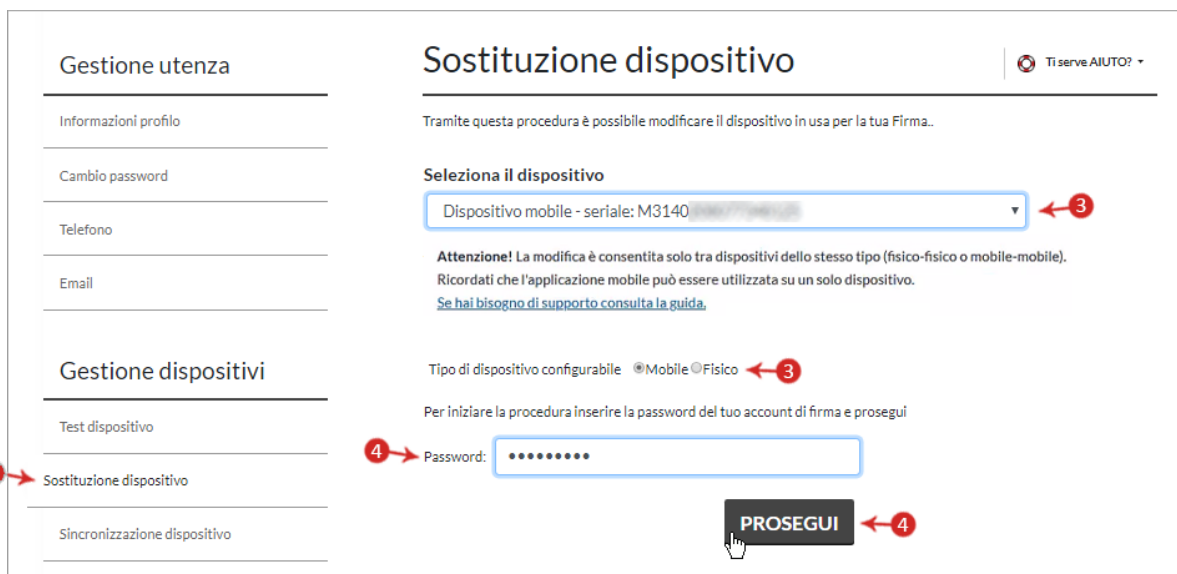 Gestione utenza
Informazioni profilo
Cambio password
Telefono
Email
Gestione dispositivi
Test dispositivo
Sostituzione dispositivo
Sincronizzazione dispositivo
Sostituzione dispositivo
Ti serve AIUTO?
Tramite questa procedura è possibile modificare il dispositivo in usa per la tua Firma..
Seleziona il dispositivo
Dispositivo mobile - seriale: M3140
3
Attenzione! La modifica è consentita solo tra dispositivi dello stesso tipo (fisico-fisico o mobile-mobile).
Ricordati che l'applicazione mobile può essere utilizzata su un solo dispositivo.
Se hai bisogno di supporto consulta la guida.
Tipo di dispositivo configurabile Mobile Fisico 3
Per iniziare la procedura inserire la password del tuo account di firma e prosegui
4 Password: •••••••••
PROSEGUI 4